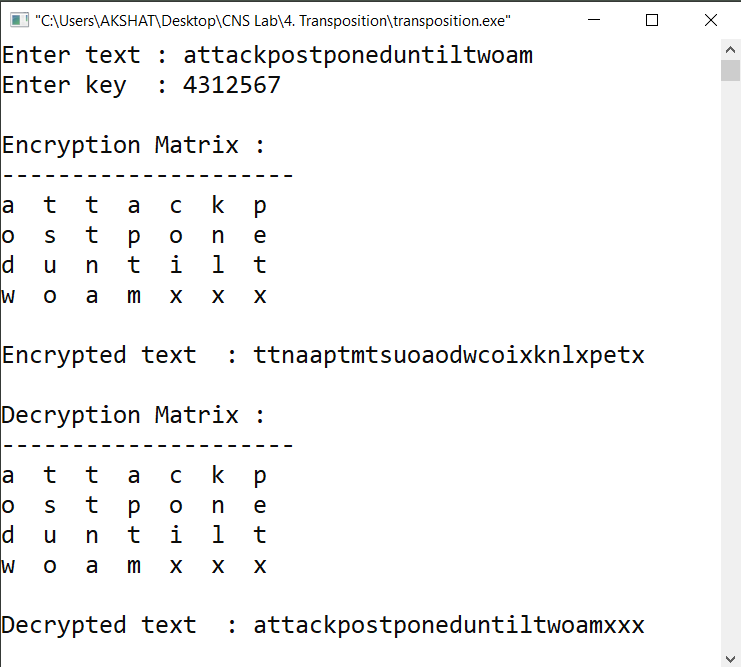 "C:\Users\AKSHAT\Desktop\CNS Lab\4. Transposition\transposition.exe"
Enter text : attackpostponeduntiltwoam
Enter key  : 4312567
Encryption Matrix :
---------------------
a  t  t  a  c  k  p
o  s  t  p  o  n  e
d  u  n  t  i  l  t
w  o  a  m  x  x  x
Encrypted text  : ttnaaptmtsuoaodwcoixknlxpetx
Decryption Matrix :
---------------------
a  t  t  a  c  k  p
o  s  t  p  o  n  e
d  u  n  t  i  l  t
w  o  a  m  x  x  x
Decrypted text  : attackpostponeduntiltwoamxxx